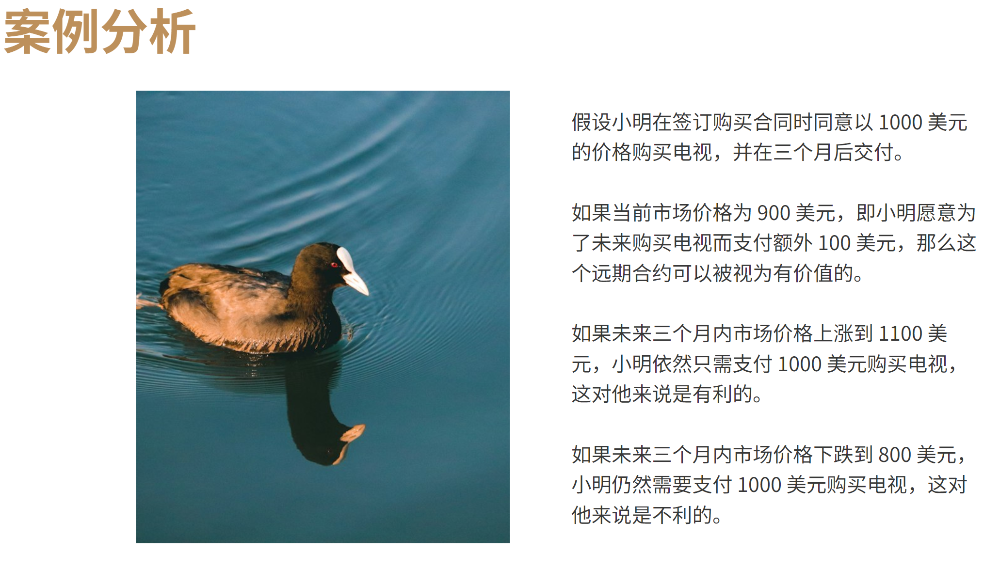 案例分析
假设小明在签订购买合同时同意以 1000 美元
的价格购买电视，并在三个月后交付。
如果当前市场价格为 900 美元，即小明愿意为
了未来购买电视而支付额外 100 美元，那么这
个远期合约可以被视为有价值的。
如果未来三个月内市场价格上涨到 1100 美
元，小明依然只需支付 1000 美元购买电视，
这对他来说是有利的。
如果未来三个月内市场价格下跌到 800 美元，
小明仍然需要支付 1000 美元购买电视，这对
他来说是不利的。